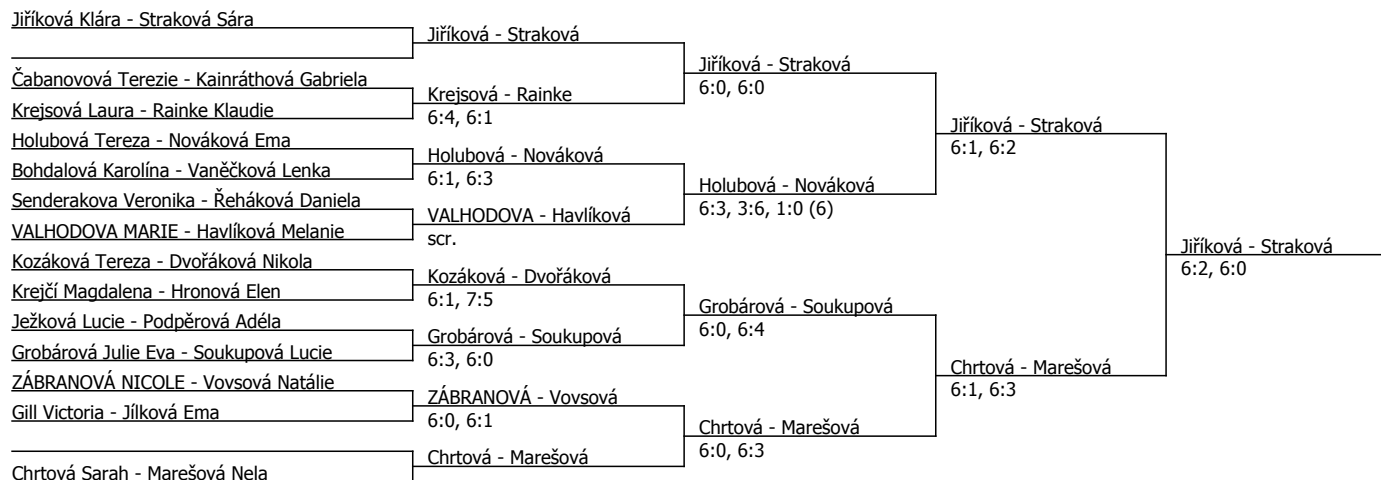 Jiříková Klára - Straková Sára
Jiříková - Straková
Jiříková - Straková
6:0, 6:0
Čabanovová Terezie - Kainráthová Gabriela
Krejsová - Rainke
6:4, 6:1
Krejsová Laura - Rainke Klaudie
Jiříková - Straková
6:1, 6:2
Holubová Tereza - Nováková Ema
Holubová - Nováková
6:1, 6:3
Bohdalová Karolína - Vaněčková Lenka
Holubová - Nováková
6:3, 3:6, 1:0 (6)
Senderakova Veronika - Řeháková Daniela
VALHODOVA - Havlíková
scr.
VALHODOVA MARIE - Havlíková Melanie
Jiříková - Straková
6:2, 6:0
Kozáková Tereza - Dvořáková Nikola
Kozáková - Dvořáková
6:1, 7:5
Krejčí Magdalena - Hronová Elen
Grobárová - Soukupová
6:0, 6:4
Ježková Lucie - Podpěrová Adéla
Grobárová - Soukupová
6:3, 6:0
Grobárová Julie Eva - Soukupová Lucie
Chrtová - Marešová
6:1, 6:3
ZÁBRANOVÁ NICOLE - Vovsová Natálie
ZÁBRANOVÁ - Vovsová
6:0, 6:1
Gill Victoria - Jílková Ema
Chrtová - Marešová
6:0, 6:3
Chrtová - Marešová
Chrtová Sarah - Marešová Nela